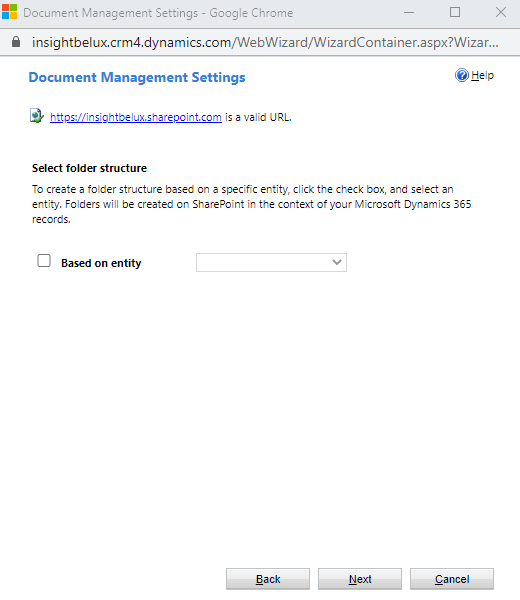 Document Management Settings - Google Chrome
insightbelux.crm4.dynamics.com/WebWizard/WizardContainer.aspx?Wizar...
Document Management Settings
Help
https://insightbelux.sharepoint.com is a valid URL.
Select folder structure
To create a folder structure based on a specific entity, click the check box, and select an
entity. Folders will be created on SharePoint in the context of your Microsoft Dynamics 365
records.
Based on entity
Back Next Cancel